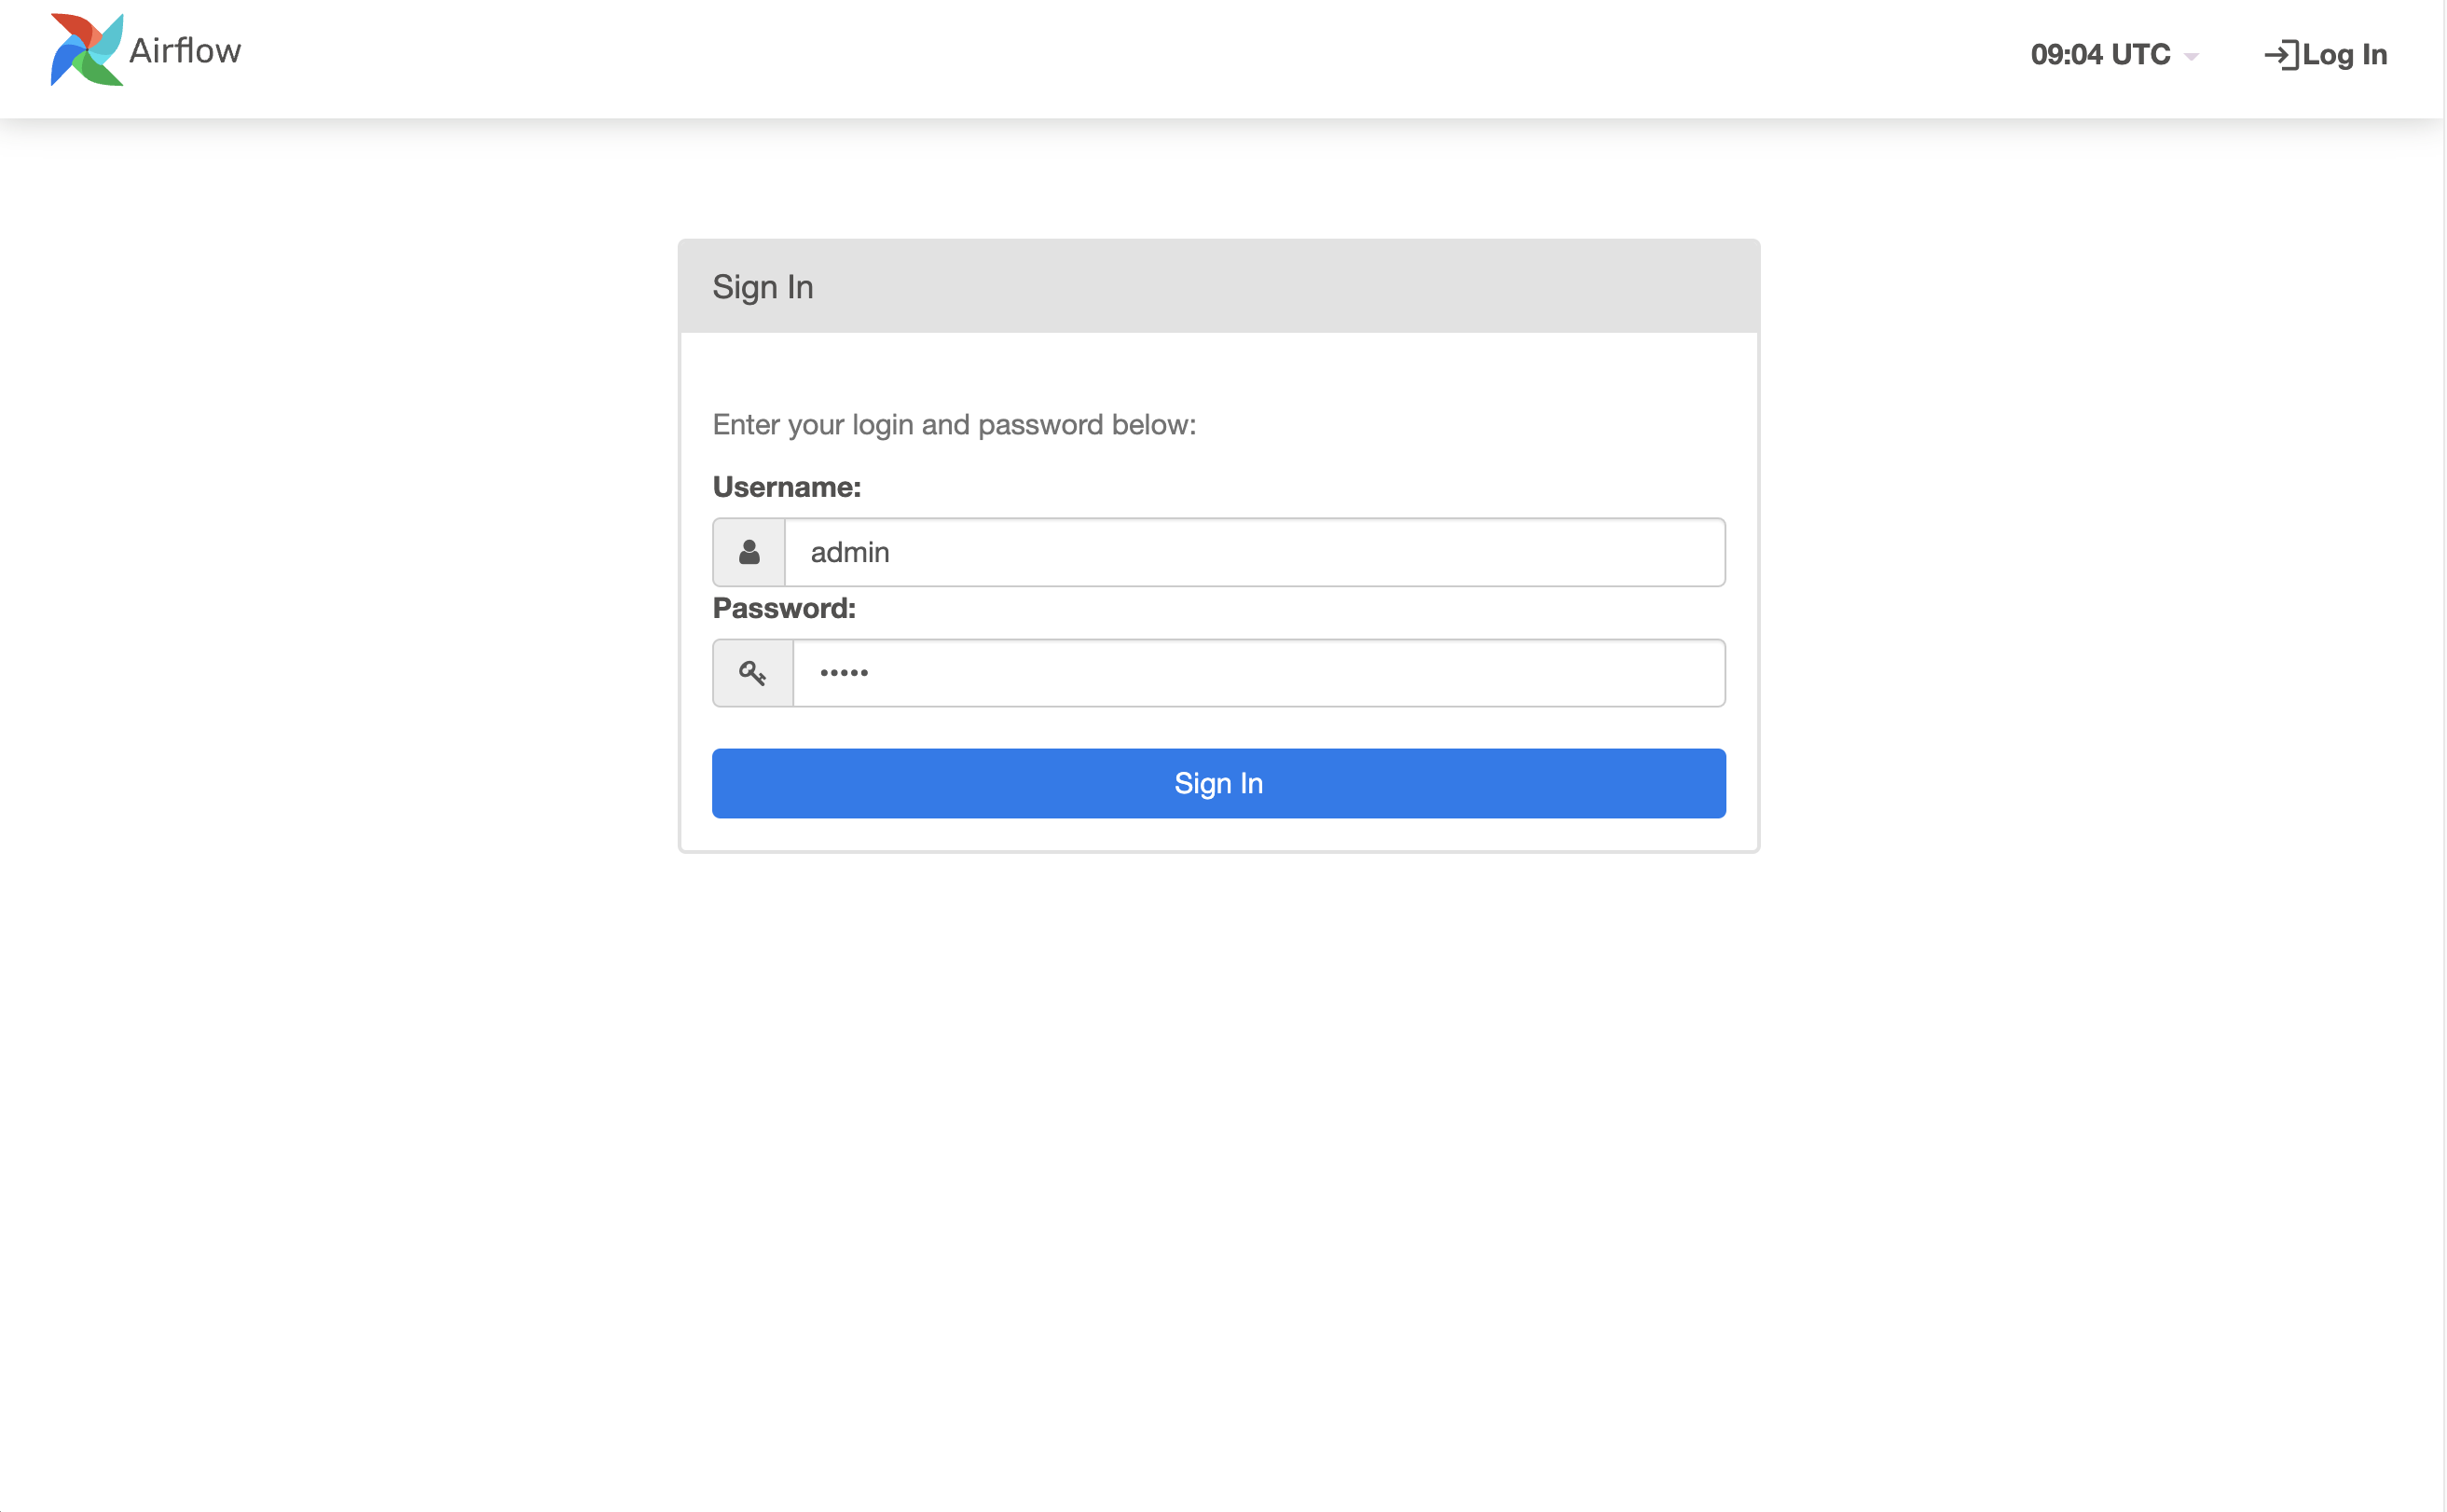 Airflow
09:04 UTC
Log In
Sign In
Enter your login and password below:
Username:
admin
Password:
•••••
Sign In